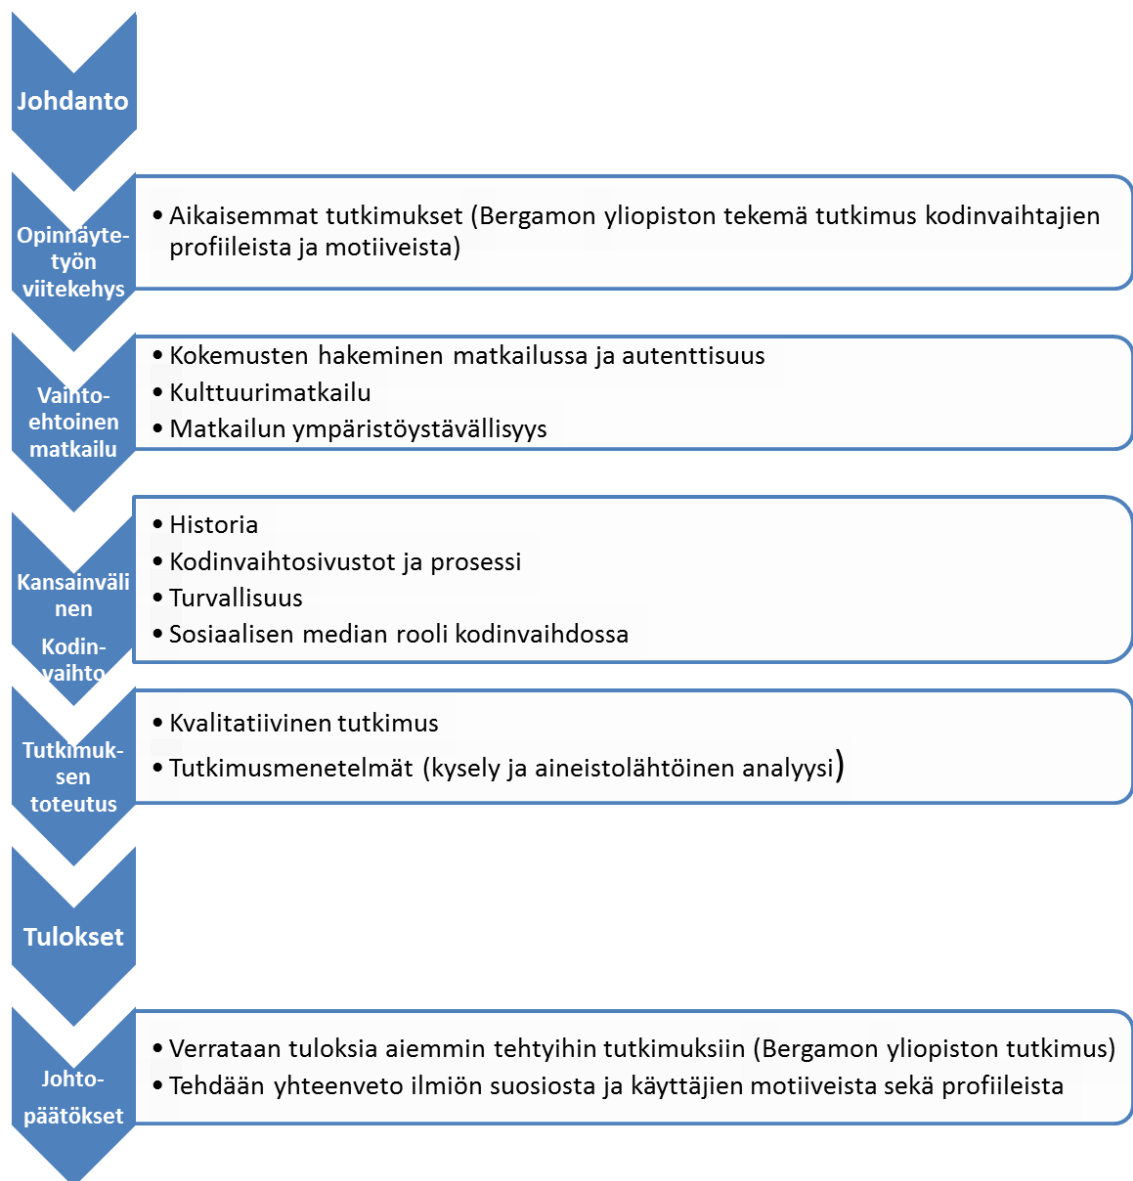 Johdanto
Opinnäyte-
työn
viitekehys
• Aikaisemmat tutkimukset (Bergamon yliopiston tekemä tutkimus kodinvaihtajien
profiileista ja motiiveista)
Vaihto-
ehtoinen
matkailu
• Kokemusten hakeminen matkailussa ja autenttisuus
• Kulttuurimatkailu
• Matkailun ympäristöystävällisyys
Kansainväli
nen
Kodin-
vaihto
• Historia
• Kodinvaihtosivustot ja prosessi
• Turvallisuus
• Sosiaalisen median rooli kodinvaihdossa
Tutkimuk-
sen
toteutus
• Kvalitatiivinen tutkimus
• Tutkimusmenetelmät (kysely ja aineistolähtöinen analyysi)
Tulokset
Johto-
päätökset
• Verrataan tuloksia aiemmin tehtyihin tutkimuksiin (Bergamon yliopiston tutkimus)
• Tehdään yhteenveto ilmiön suosiosta ja käyttäjien motiiveista sekä profiileista